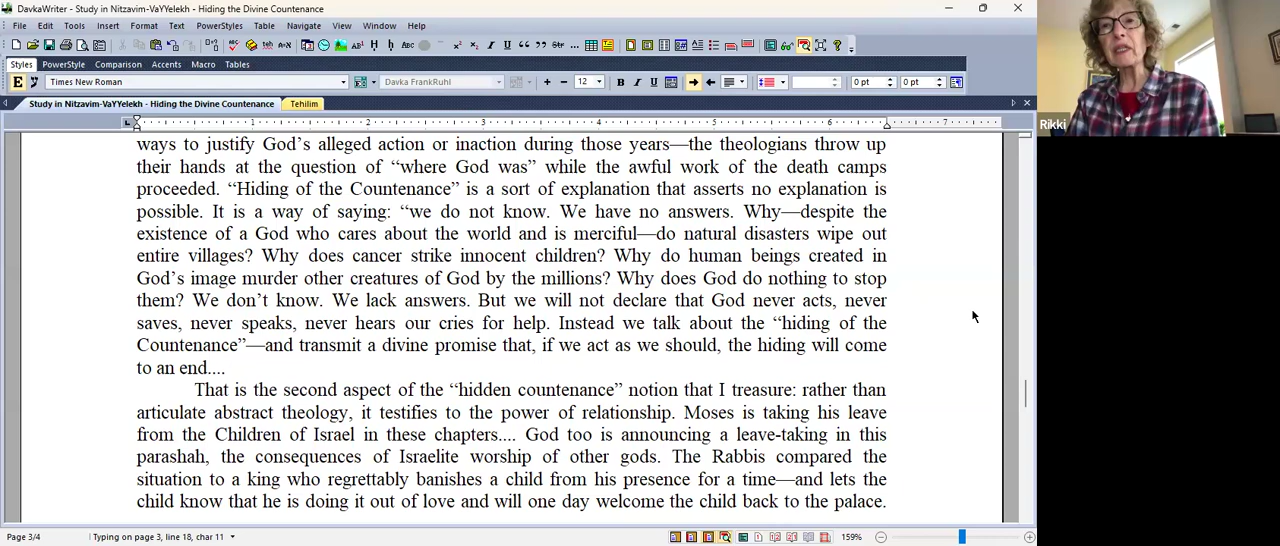 DavkaWriter - Study in Nitzavim-VaYYelekh - Hiding the Divine Countenance
File Edit Tools Insert Format Text PowerStyles Table Navigate View Window Help
Styles PowerStyle Comparison Accents Macro Tables
Times New Roman Davka FrankRuhl 12 B I U 0 pt 0 pt
Study in Nitzavim-VaYYelekh - Hiding the Divine Countenance Tehilim
1 2 3 4 5 6 7
ways to justify God’s alleged action or inaction during those years—the theologians throw up
their hands at the question of “where God was” while the awful work of the death camps
proceeded. “Hiding of the Countenance” is a sort of explanation that asserts no explanation is
possible. It is a way of saying: “we do not know. We have no answers. Why—despite the
existence of a God who cares about the world and is merciful—do natural disasters wipe out
entire villages? Why does cancer strike innocent children? Why do human beings created in
God’s image murder other creatures of God by the millions? Why does God do nothing to stop
them? We don’t know. We lack answers. But we will not declare that God never acts, never
saves, never speaks, never hears our cries for help. Instead we talk about the “hiding of the
Countenance”—and transmit a divine promise that, if we act as we should, the hiding will come
to an end....
That is the second aspect of the “hidden countenance” notion that I treasure: rather than
articulate abstract theology, it testifies to the power of relationship. Moses is taking his leave
from the Children of Israel in these chapters.... God too is announcing a leave-taking in this
parashah, the consequences of Israelite worship of other gods. The Rabbis compared the
situation to a king who regrettably banishes a child from his presence for a time—and lets the
child know that he is doing it out of love and will one day welcome the child back to the palace.
Page 3/4 Typing on page 3, line 18, char 11 159%
Rikki